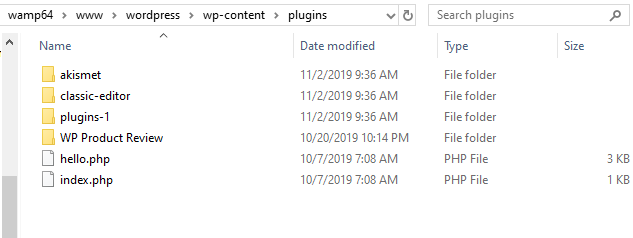 wamp64 > www > wordpress > wp-content > plugins Search plugins
Name Date modified Type Size
akismet 11/2/2019 9:36 AM File folder
classic-editor 11/2/2019 9:36 AM File folder
plugins-1 11/2/2019 9:36 AM File folder
WP Product Review 10/20/2019 10:14 PM File folder
hello.php 10/7/2019 7:08 AM PHP File 3 KB
index.php 10/7/2019 7:08 AM PHP File 1 KB